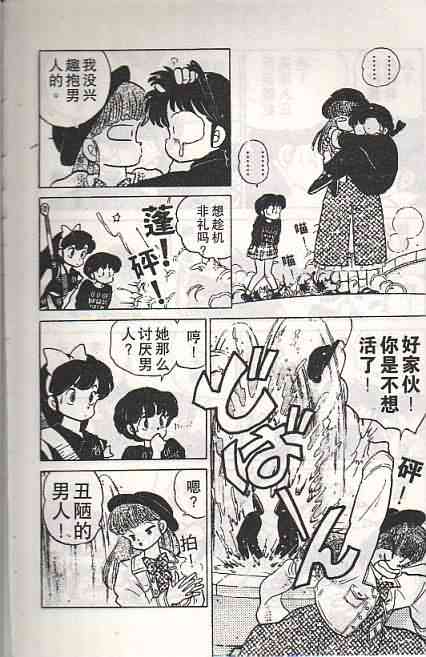 ………
………
喵！
喵！
我没兴
趣抱男
人的。
想趁机
非礼吗？
蓬！
砰！
好家伙！
你是不想
活了！
砰！
どばーん
哼！
她那么
讨厌男
人？
嗯？
拍！
丑陋的
男人！